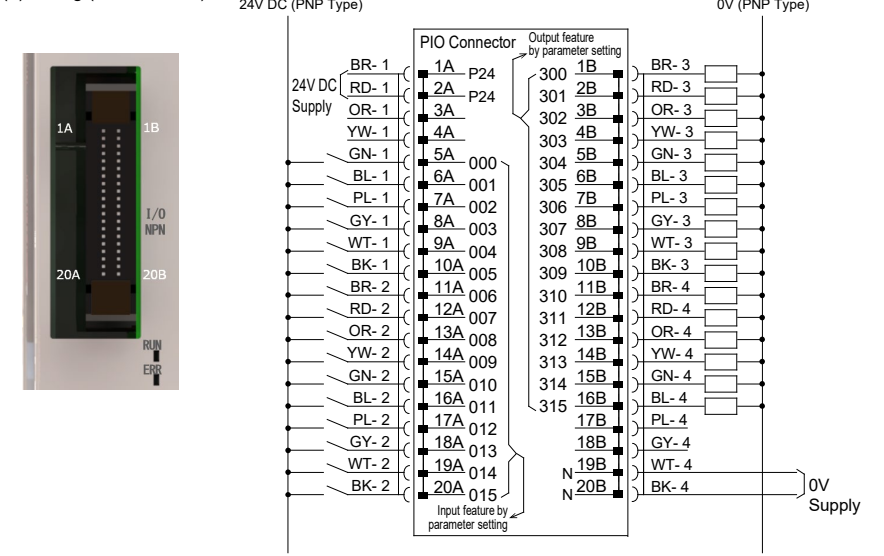 24V DC (PNP Type)
0V (PNP Type)
PIO Connector
Output feature
by parameter setting
24V DC
Supply
BR- 1 1A P24 300 1B BR- 3
RD- 1 2A P24 301 2B RD- 3
OR- 1 3A 302 3B OR- 3
YW- 1 4A 303 4B YW- 3
GN- 1 5A 000 304 5B GN- 3
BL- 1 6A 001 305 6B BL- 3
PL- 1 7A 002 306 7B PL- 3
GY- 1 8A 003 307 8B GY- 3
WT- 1 9A 004 308 9B WT- 3
BK- 1 10A 005 309 10B BK- 3
BR- 2 11A 006 310 11B BR- 4
RD- 2 12A 007 311 12B RD- 4
OR- 2 13A 008 312 13B OR- 4
YW- 2 14A 009 313 14B YW- 4
GN- 2 15A 010 314 15B GN- 4
BL- 2 16A 011 315 16B BL- 4
PL- 2 17A 012 17B PL- 4
GY- 2 18A 013 18B GY- 4
WT- 2 19A 014 N 19B WT- 4
BK- 2 20A 015 N 20B BK- 4
0V
Supply
Input feature by
parameter setting
1A 1B
I/O
NPN
20A 20B
RUN
ERR